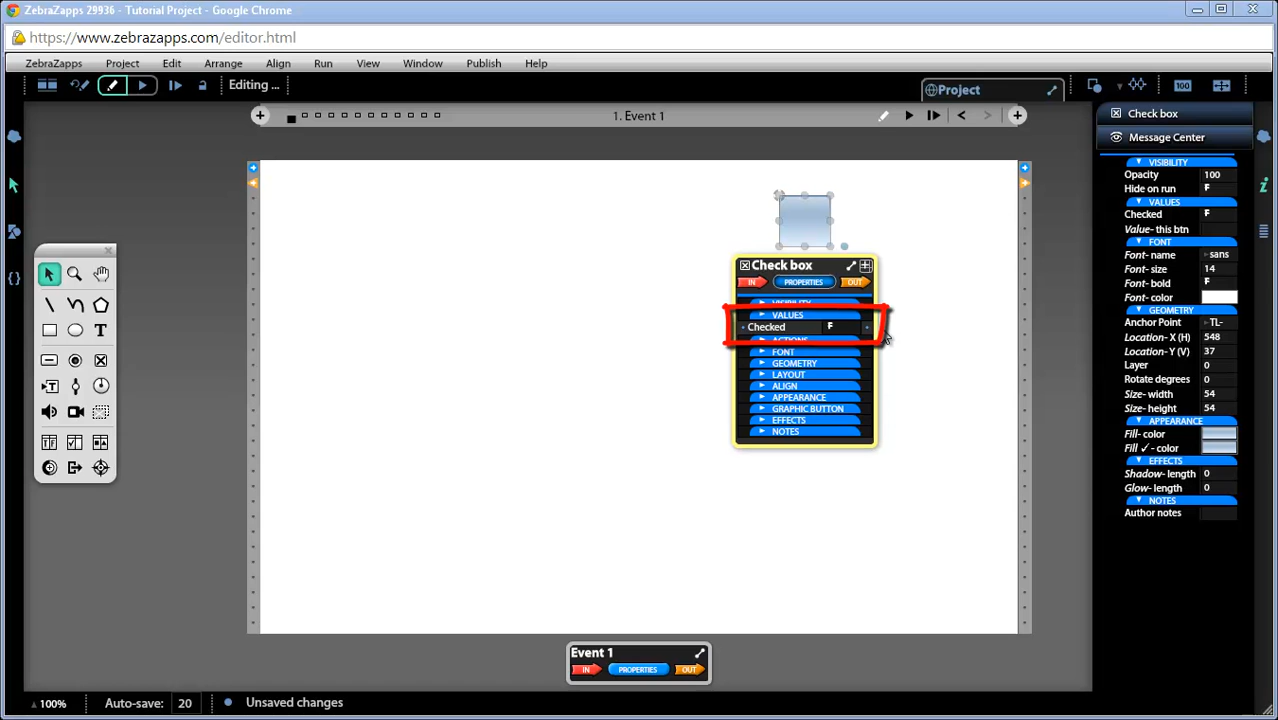 ZebraZapps 29936 - Tutorial Project - Google Chrome
https://www.zebrazapps.com/editor.html
ZebraZapps Project Edit Arrange Align Run View Window Publish Help
Editing ...
Project
100
1. Event 1
Check box
Message Center
VISIBILITY
Opacity 100
Hide on run F
VALUES
Checked F
Value- this btn
FONT
Font- name sans
Font- size 14
Font- bold F
Font- color
GEOMETRY
Anchor Point TL-
Location- X (H) 548
Location- Y (V) 37
Layer 0
Rotate degrees 0
Size- width 54
Size- height 54
APPEARANCE
Fill- color
Fill ✓- color
EFFECTS
Shadow- length 0
Glow- length 0
NOTES
Author notes
Check box
IN PROPERTIES OUT
VISIBILITY
VALUES
Checked F
ACTIONS
FONT
GEOMETRY
LAYOUT
ALIGN
APPEARANCE
GRAPHIC BUTTON
EFFECTS
NOTES
T
T
Event 1
IN PROPERTIES OUT
100% Auto-save: 20 Unsaved changes